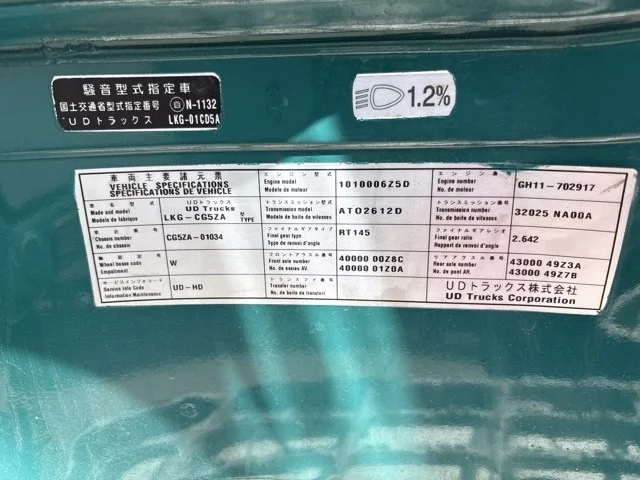 騒音型式指定車
国土交通省型式指定番号 自 N-1132
UDトラックス LKG-01CD5A
1.2%
車両主要諸元票
VEHICLE SPECIFICATIONS
SPECIFICATIONS DE VEHICLE
車名型式
Made and model
Modèle de fabrique
UDトラックス
UD Trucks
LKG-CG5ZA 型 TYPE
車台番号
Chassis number
No. de chassis
CG5ZA-01034
W
Wheel base code
Empattement
サービスインフォコード
Service Info Code
Information Maintenance
UD-HD
エンジン型式
Engine model
Modèle de moteur
1010006Z5D
トランスミッション型式
Transmission model
Modèle de boîte de vitesses
ATO2612D
ファイナルギアタイプ
Final gear type
Type de renvoi d'angle
RT145
フロントアクスル番号
Front axle number
No. de essieu AV.
40000 00Z8C
40000 01Z0A
トランスファ番号
Transfer number
No. de boîte de transfert
エンジン番号
Engine number
No. de moteur
GH11-702917
トランスミッション番号
Transmission number
No. de boîte de vitesses
32025 NA00A
ファイナルギアレシオ
Final gear ratio
Rapport de renvoi d'angle
2.642
リアアクスル番号
Rear axle number
No. de pont AR.
43000 49Z3A
43000 49Z7B
UDトラックス株式会社
UD Trucks Corporation